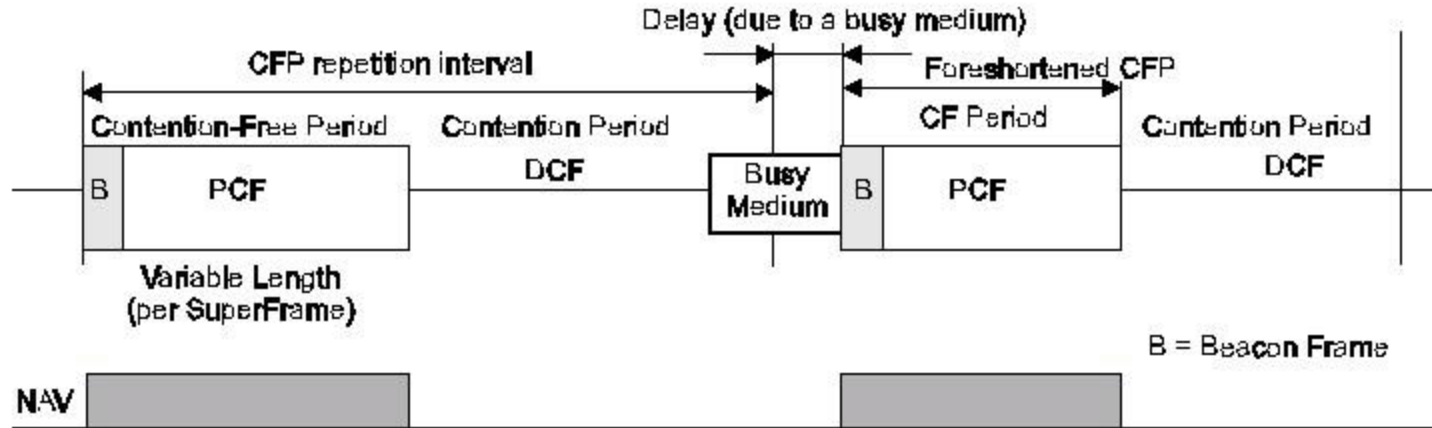 Delay (due to a busy medium)
CFP repetition interval
Foreshortened CFP
Contention-Free Period
Contention Period
CF Period
Contention Period
B
PCF
DCF
Busy
Medium
B
PCF
DCF
Variable Length
(per SuperFrame)
B = Beacon Frame
NAV